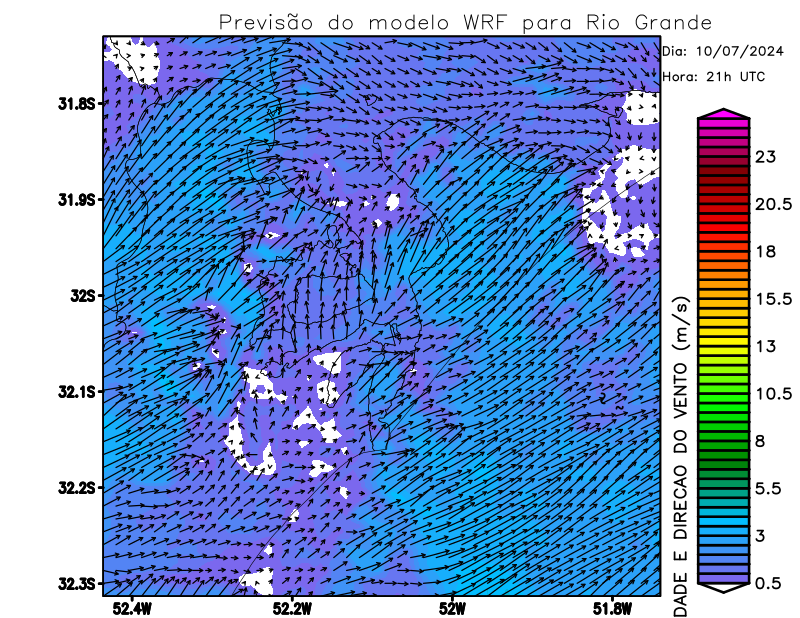 Previsão do modelo WRF para Rio Grande
Dia: 10/07/2024
Hora: 21h UTC
31.8S
31.9S
32S
32.1S
32.2S
32.3S
52.4W
52.2W
52W
51.8W
23
20.5
18
15.5
13
10.5
8
5.5
3
0.5
DADE E DIRECAO DO VENTO (m/s)